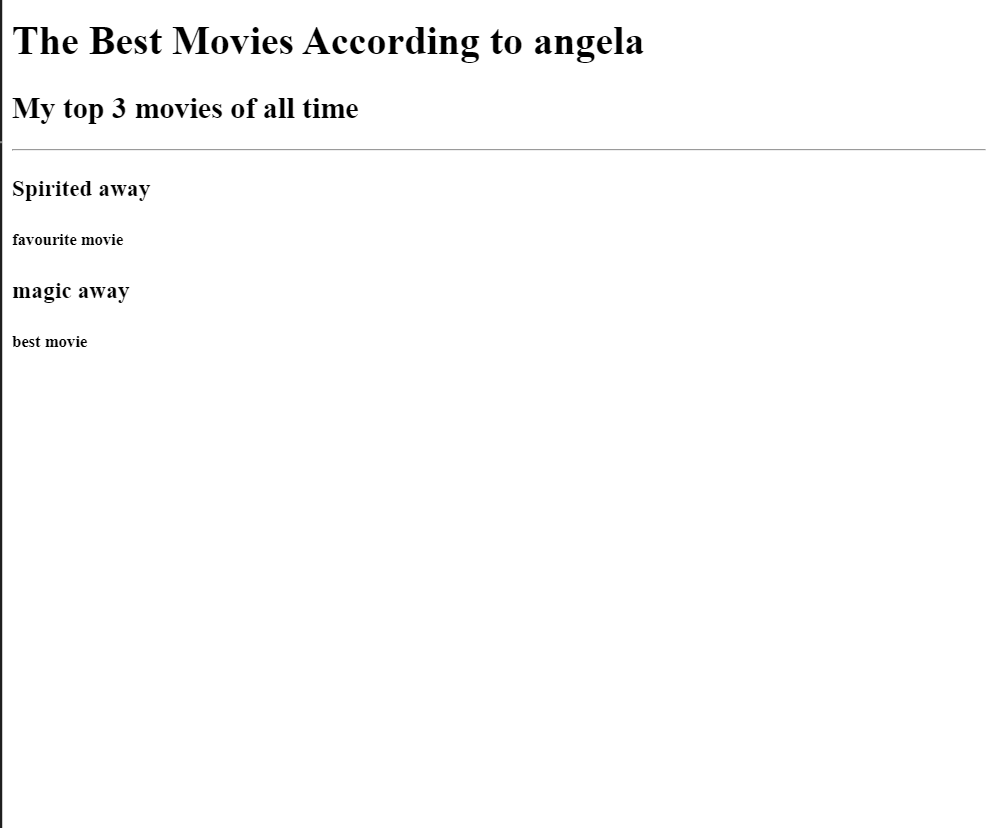 The Best Movies According to angela
My top 3 movies of all time
Spirited away
favourite movie
magic away
best movie